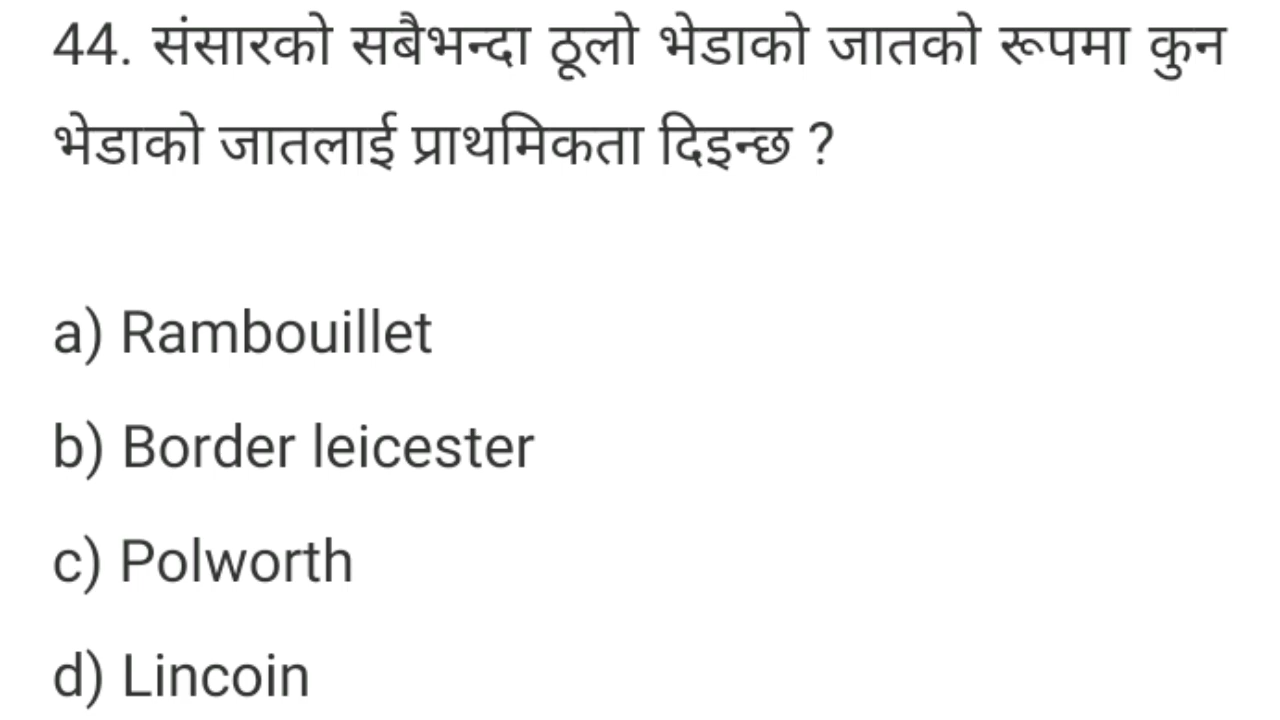 44. संसारको सबैभन्दा ठूलो भेडाको जातको रूपमा कुन
भेडाको जातलाई प्राथमिकता दिइन्छ ?
a) Rambouillet
b) Border leicester
c) Polworth
d) Lincoin